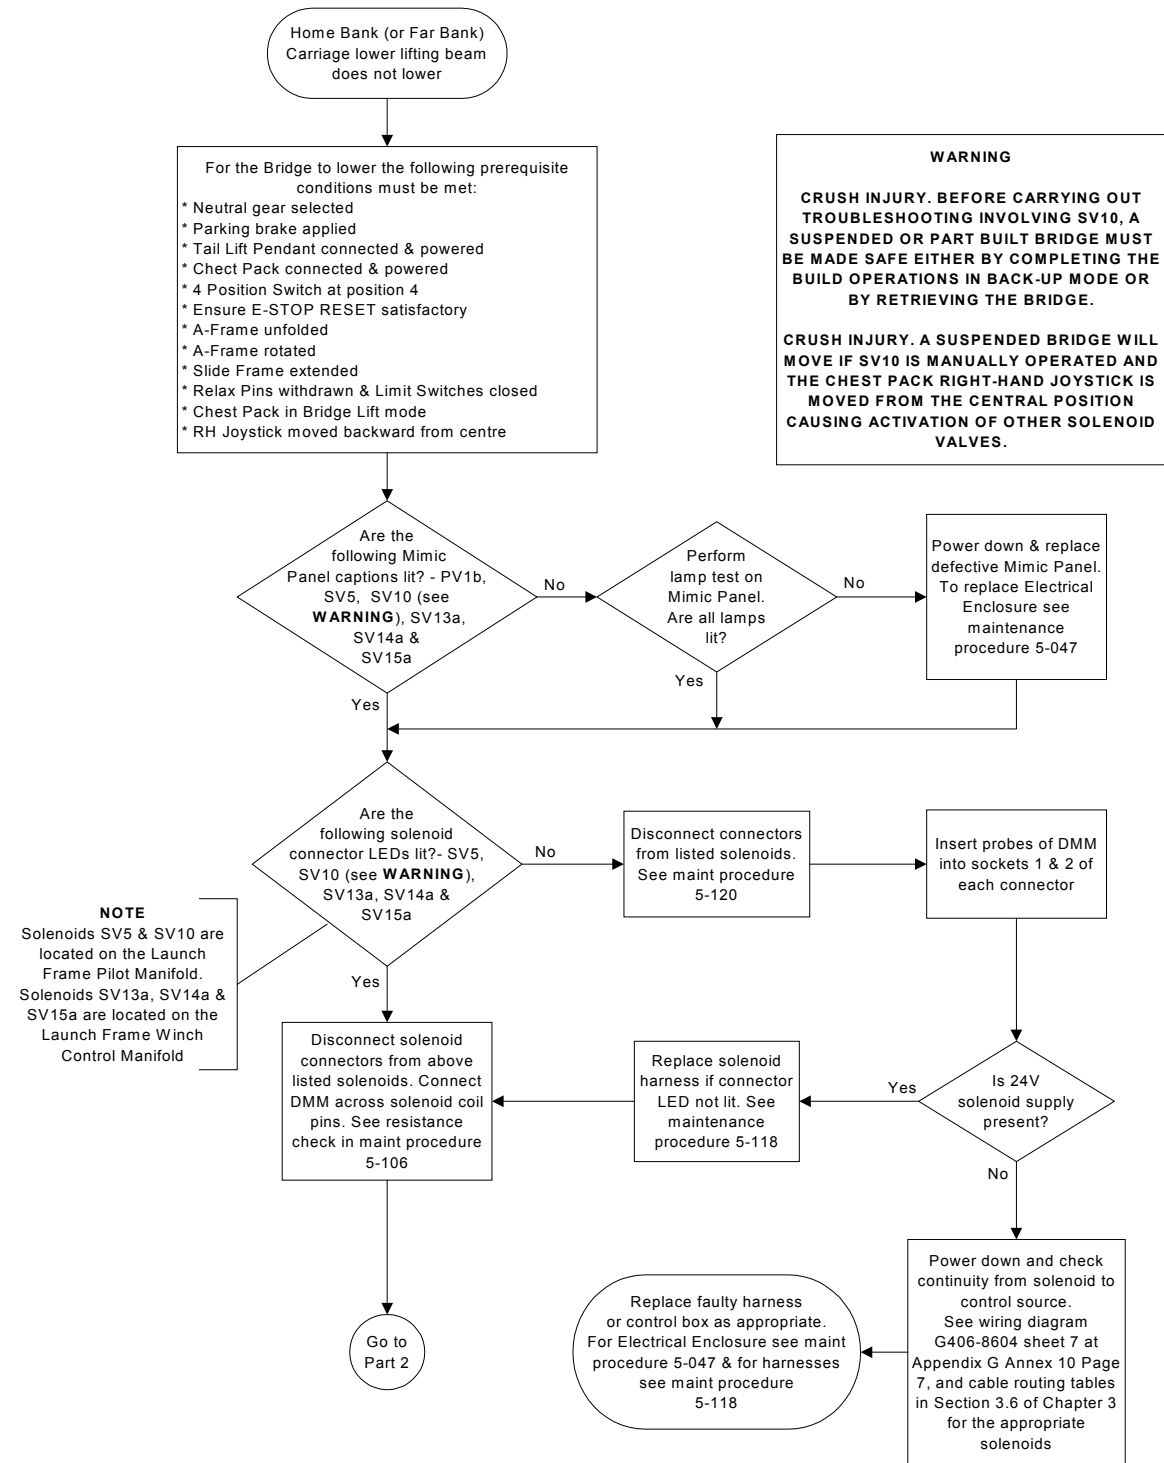 Home Bank (or Far Bank)
Carriage lower lifting beam
does not lower
For the Bridge to lower the following prerequisite
conditions must be met:
* Neutral gear selected
* Parking brake applied
* Tail Lift Pendant connected & powered
* Chect Pack connected & powered
* 4 Position Switch at position 4
* Ensure E-STOP RESET satisfactory
* A-Frame unfolded
* A-Frame rotated
* Slide Frame extended
* Relax Pins withdrawn & Limit Switches closed
* Chest Pack in Bridge Lift mode
* RH Joystick moved backward from centre
WARNING
CRUSH INJURY. BEFORE CARRYING OUT
TROUBLESHOOTING INVOLVING SV10, A
SUSPENDED OR PART BUILT BRIDGE MUST
BE MADE SAFE EITHER BY COMPLETING THE
BUILD OPERATIONS IN BACK-UP MODE OR
BY RETRIEVING THE BRIDGE.
CRUSH INJURY. A SUSPENDED BRIDGE WILL
MOVE IF SV10 IS MANUALLY OPERATED AND
THE CHEST PACK RIGHT-HAND JOYSTICK IS
MOVED FROM THE CENTRAL POSITION
CAUSING ACTIVATION OF OTHER SOLENOID
VALVES.
Are the
following Mimic
Panel captions lit? - PV1b,
SV5, SV10 (see
WARNING), SV13a,
SV14a &
SV15a
No
Yes
Perform
lamp test on
Mimic Panel.
Are all lamps
lit?
No
Yes
Power down & replace
defective Mimic Panel.
To replace Electrical
Enclosure see
maintenance
procedure 5-047
Are the
following solenoid
connector LEDs lit?- SV5,
SV10 (see WARNING),
SV13a, SV14a &
SV15a
No
Yes
Disconnect connectors
from listed solenoids.
See maint procedure
5-120
Insert probes of DMM
into sockets 1 & 2 of
each connector
NOTE
Solenoids SV5 & SV10 are
located on the Launch
Frame Pilot Manifold.
Solenoids SV13a, SV14a &
SV15a are located on the
Launch Frame Winch
Control Manifold
Disconnect solenoid
connectors from above
listed solenoids. Connect
DMM across solenoid coil
pins. See resistance
check in maint procedure
5-106
Replace solenoid
harness if connector
LED not lit. See
maintenance
procedure 5-118
Yes
Is 24V
solenoid supply
present?
No
Go to
Part 2
Replace faulty harness
or control box as appropriate.
For Electrical Enclosure see maint
procedure 5-047 & for harnesses
see maint procedure
5-118
Power down and check
continuity from solenoid to
control source.
See wiring diagram
G406-8604 sheet 7 at
Appendix G Annex 10 Page
7, and cable routing tables
in Section 3.6 of Chapter 3
for the appropriate
solenoids